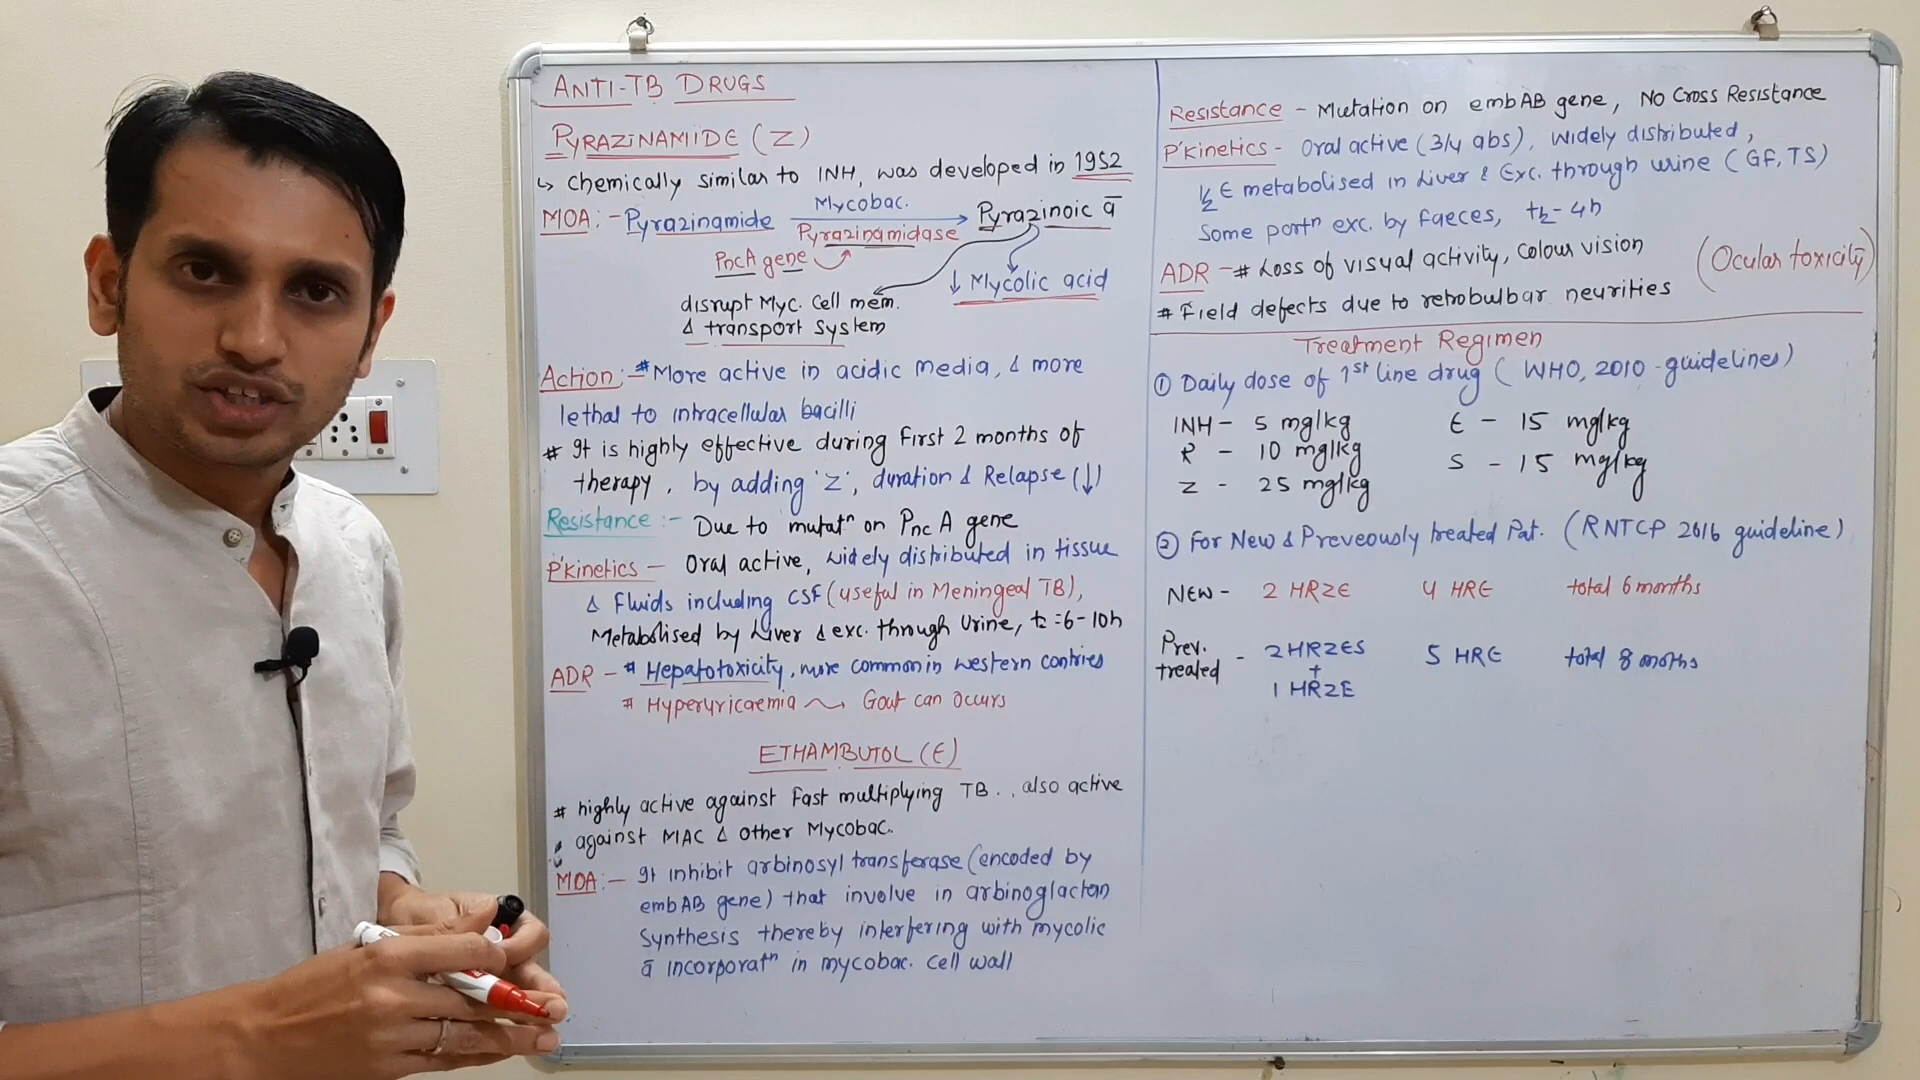 ANTI-TB DRUGS
PYRAZINAMIDE (Z)
↳ Chemically similar to INH, was developed in 1952
MOA :- Pyrazinamide Mycobac. → Pyrazinoic ā
Pyrazinamidase
PncA gene
↓ Mycolic acid
disrupt Myc. Cell mem.
& transport system
Action :- # More active in acidic media, & more
lethal to intracellular bacilli
# It is highly effective during First 2 months of
therapy, by adding 'Z', duration & Relapse (↓)
Resistance :- Due to mutatⁿ on PncA gene
P'kinetics - Oral active, widely distributed in tissue
& Fluids including CSF (useful in Meningeal TB),
Metabolised by Liver & exc. through Urine, t½ = 6-10h
ADR - # Hepatotoxicity, more common in western contries
# Hyperuricaemia → Gout can occurs
ETHAMBUTOL (E)
# highly active against Fast multiplying TB.. also active
against MAC & other Mycobac.
MOA :- It inhibit arbinosyl transferase (encoded by
embAB gene) that involve in arbinoglactan
synthesis thereby interfering with mycolic
ā incorporatⁿ in mycobac. cell wall
Resistance - Mutation on embAB gene, No Cross Resistance
P'kinetics - Oral active (3/4 abs), widely distributed,
½ E metabolised in Liver & Exc. through urine (GF, TS)
Some portⁿ exc. by faeces, t½ - 4h
ADR - # Loss of visual activity, colour vision
(Ocular toxicity)
# Field defects due to retrobulbar neurities
Treatment Regimen
① Daily dose of 1st line drug (WHO, 2010 - guidelines)
INH - 5 mg/kg E - 15 mg/kg
R - 10 mg/kg S - 15 mg/kg
Z - 25 mg/kg
② For New & Preveously treated Pat. (RNTCP 2016 guideline)
NEW - 2 HRZE 4 HRE total 6 months
Prev. treated - 2HRZES + 1 HRZE 5 HRE total 8 moths